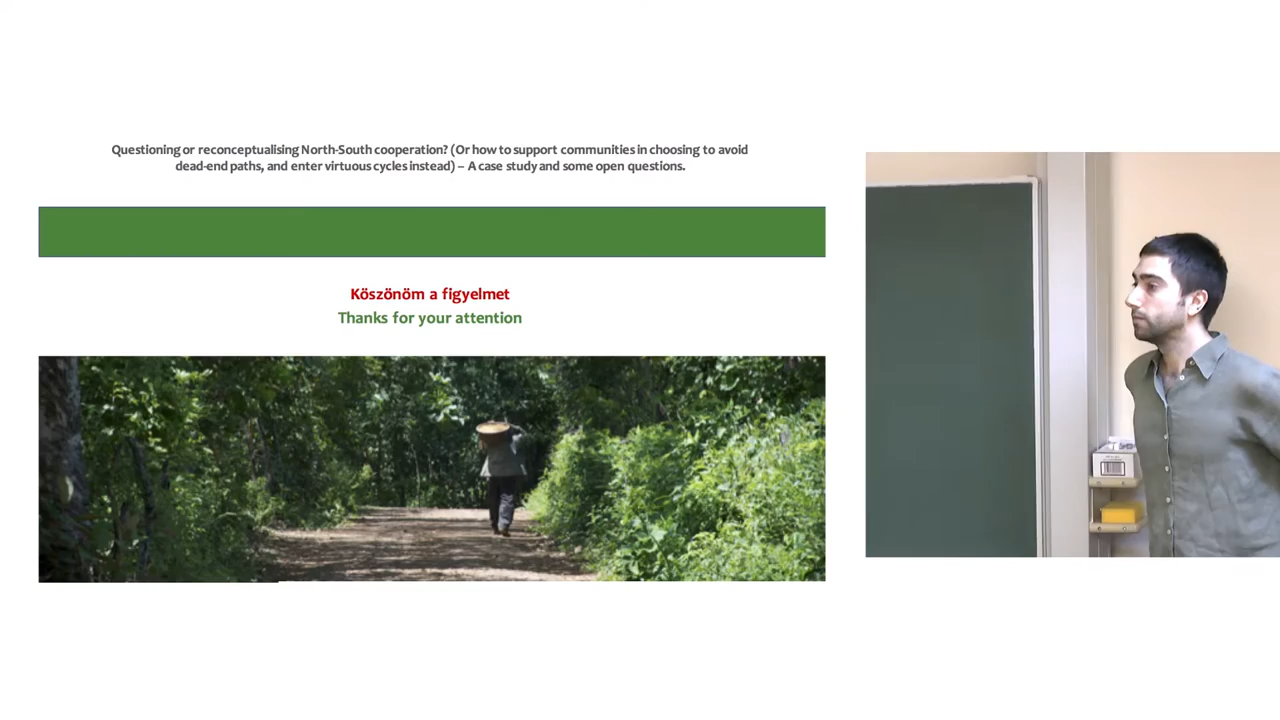 Questioning or reconceptualising North-South cooperation? (Or how to support communities in choosing to avoid
dead-end paths, and enter virtuous cycles instead) – A case study and some open questions.
Köszönöm a figyelmet
Thanks for your attention